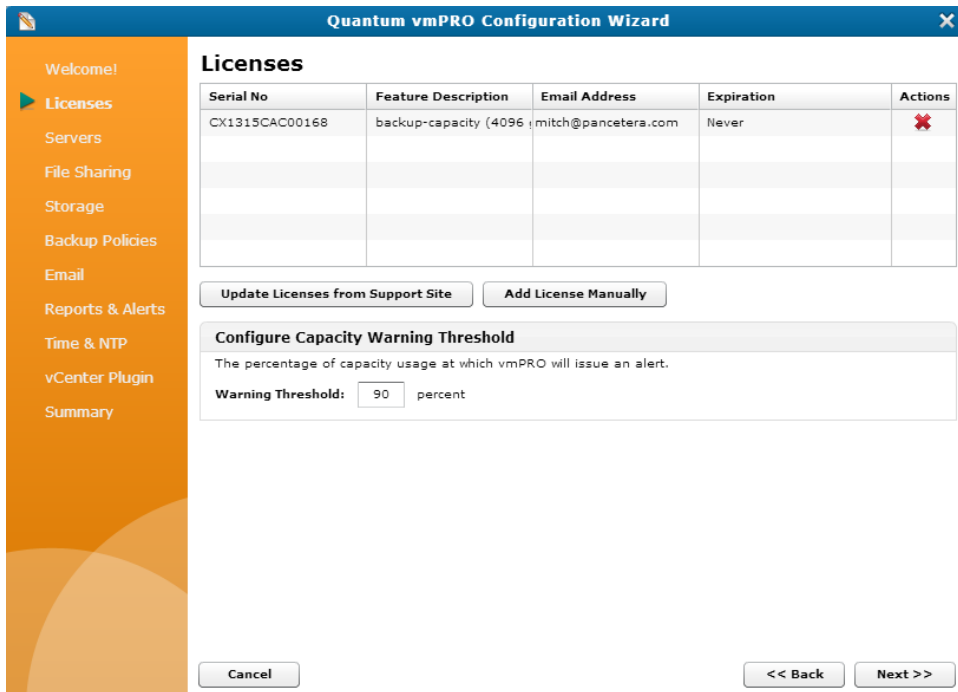 Quantum vmPRO Configuration Wizard
Welcome!
Licenses
Servers
File Sharing
Storage
Backup Policies
Email
Reports & Alerts
Time & NTP
vCenter Plugin
Summary
Licenses
Serial No Feature Description Email Address Expiration Actions
CX1315CAC00168 backup-capacity (4096 mitch@pancetera.com Never
Update Licenses from Support Site Add License Manually
Configure Capacity Warning Threshold
The percentage of capacity usage at which vmPRO will issue an alert.
Warning Threshold: 90 percent
Cancel << Back Next >>